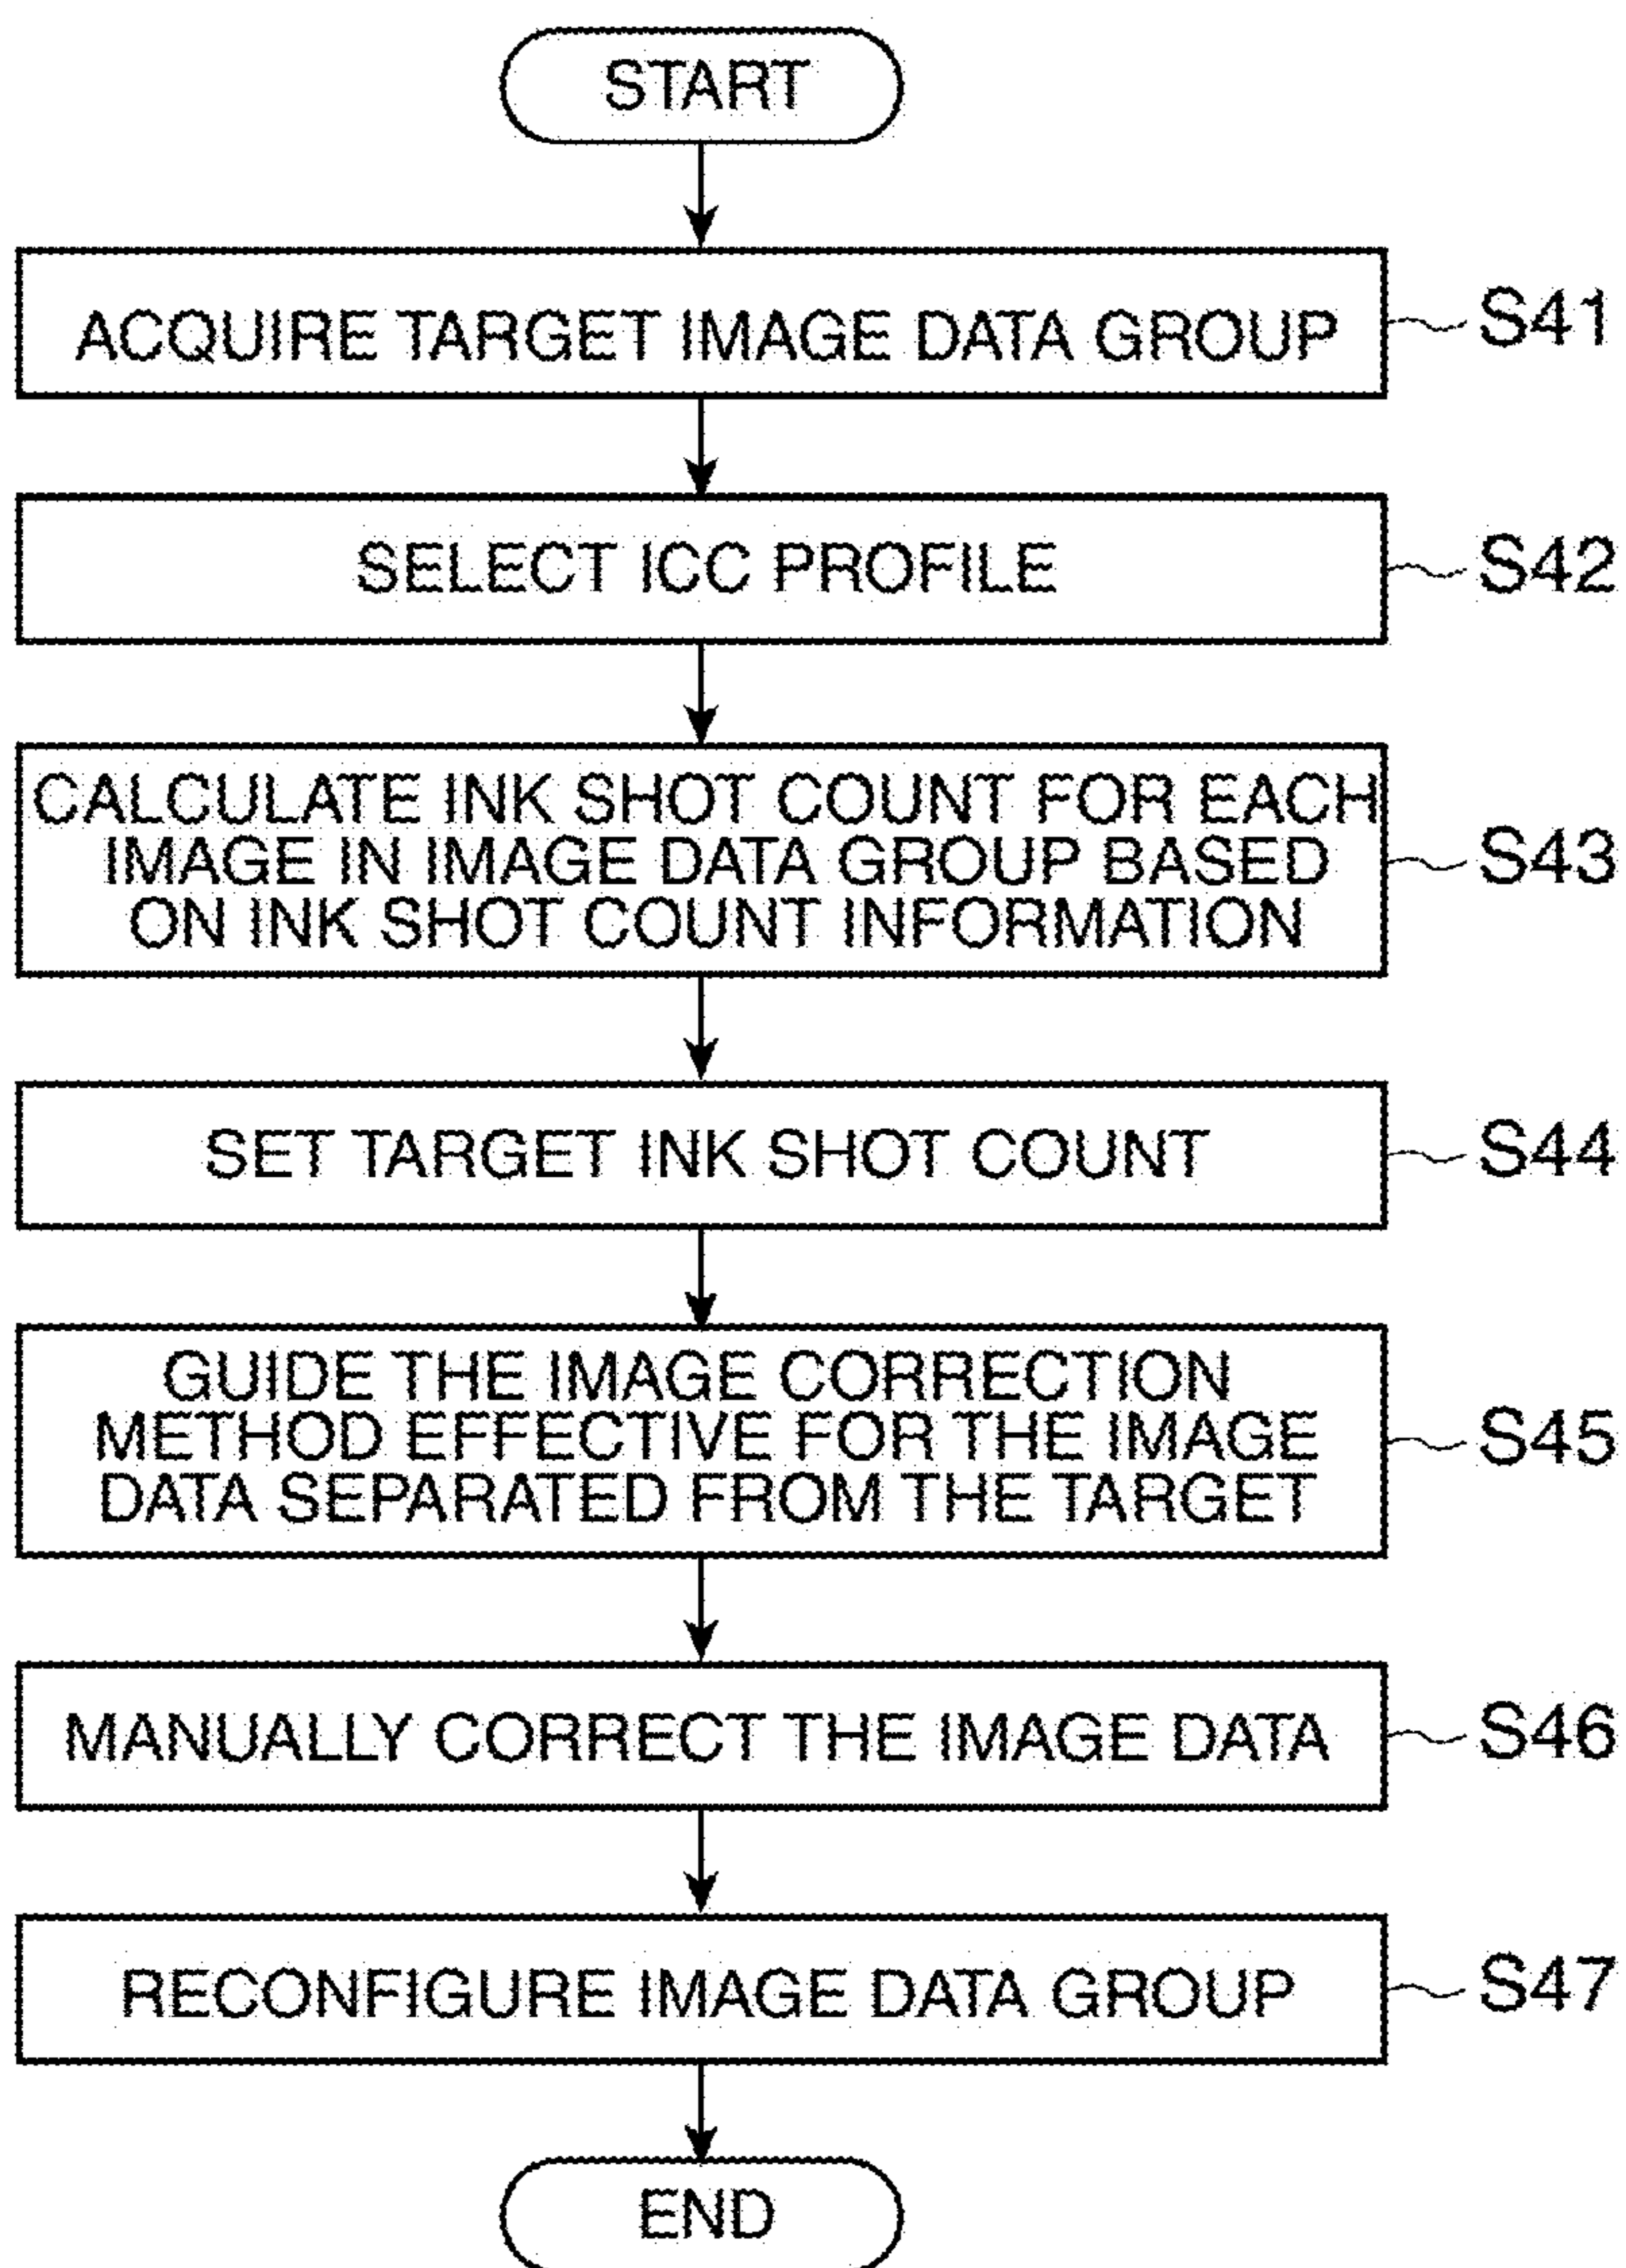 START
ACQUIRE TARGET IMAGE DATA GROUP
S41
SELECT ICC PROFILE
S42
CALCULATE INK SHOT COUNT FOR EACH
IMAGE IN IMAGE DATA GROUP BASED
ON INK SHOT COUNT INFORMATION
S43
SET TARGET INK SHOT COUNT
S44
GUIDE THE IMAGE CORRECTION
METHOD EFFECTIVE FOR THE IMAGE
DATA SEPARATED FROM THE TARGET
S45
MANUALLY CORRECT THE IMAGE DATA
S46
RECONFIGURE IMAGE DATA GROUP
S47
END